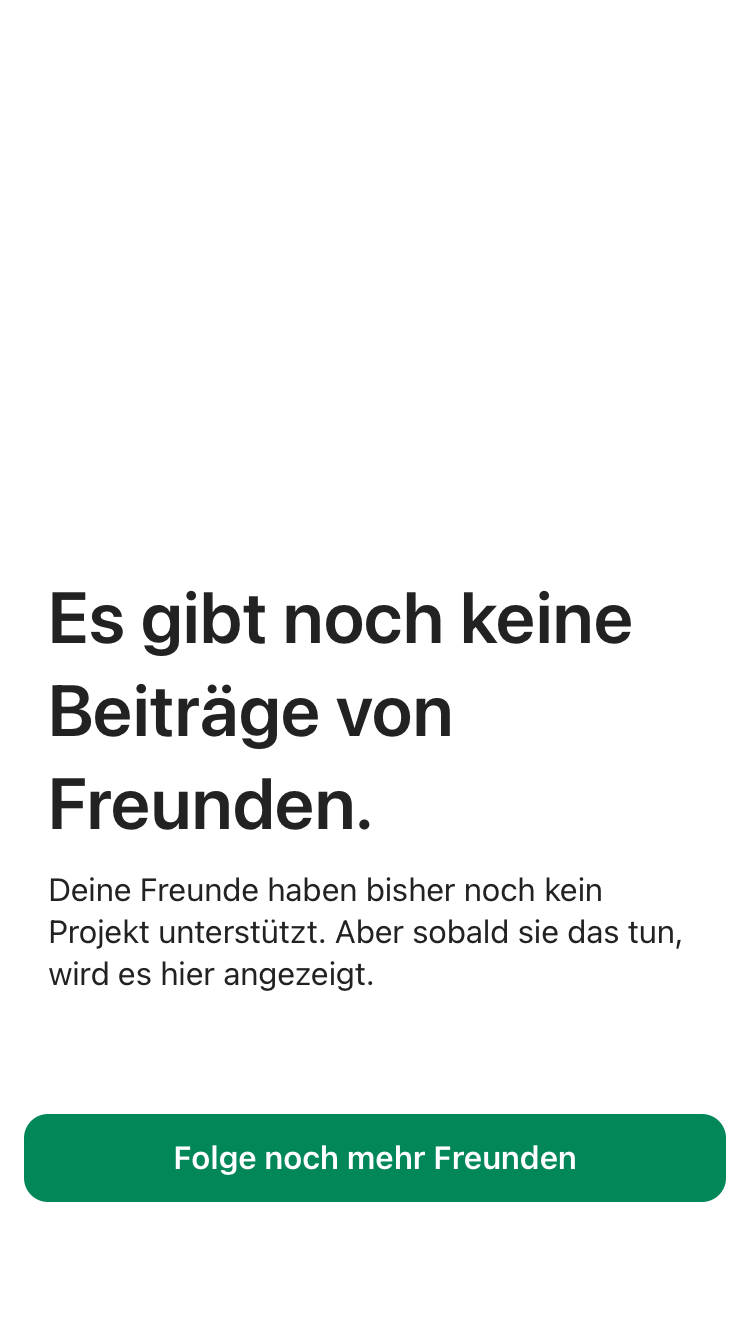 Es gibt noch keine
Beiträge von
Freunden.
Deine Freunde haben bisher noch kein
Projekt unterstützt. Aber sobald sie das tun,
wird es hier angezeigt.
Folge noch mehr Freunden